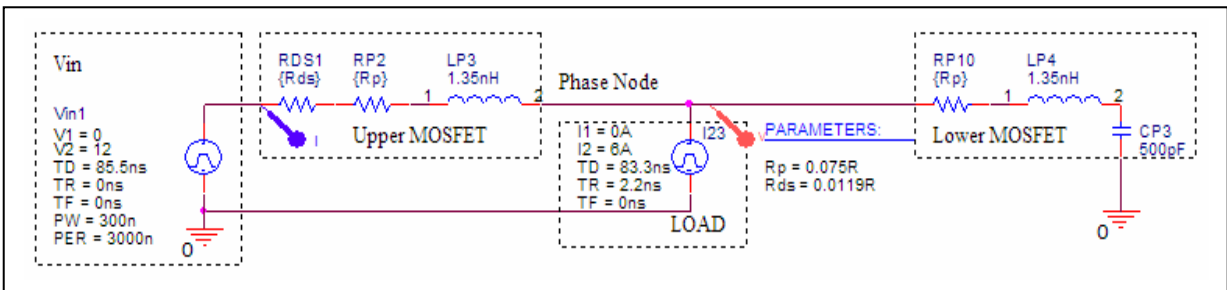 Vin
Vin1
V1 = 0
V2 = 12
TD = 85.5ns
TR = 0ns
TF = 0ns
PW = 300n
PER = 3000n
0
RDS1
{Rds}
RP2
{Rp}
LP3
1.35nH
1
2
I
Upper MOSFET
Phase Node
I1 = 0A
I2 = 6A
TD = 83.3ns
TR = 2.2ns
TF = 0ns
I23
LOAD
V
PARAMETERS:
Rp = 0.075R
Rds = 0.0119R
RP10
{Rp}
LP4
1.35nH
1
2
Lower MOSFET
CP3
500pF
0